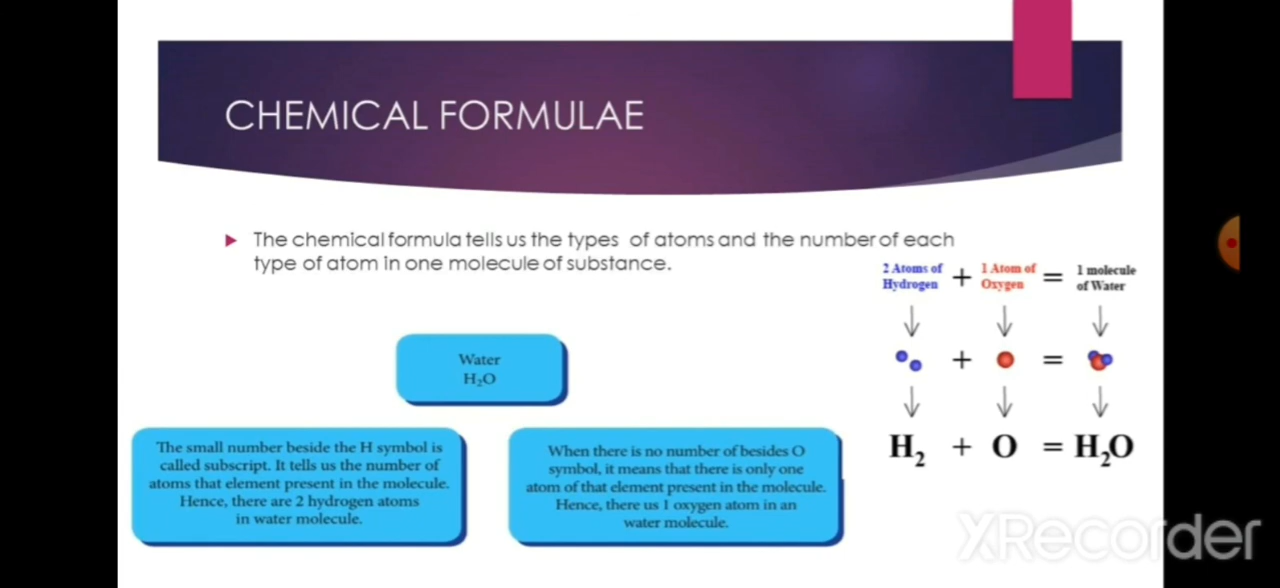 CHEMICAL FORMULAE
The chemical formula tells us the types of atoms and the number of each
type of atom in one molecule of substance.
2 Atoms of
Hydrogen
+
1 Atom of
Oxygen
=
1 molecule
of Water
+ =
Water
H₂O
The small number beside the H symbol is
called subscript. It tells us the number of
atoms that element present in the molecule.
Hence, there are 2 hydrogen atoms
in water molecule.
When there is no number of besides O
symbol, it means that there is only one
atom of that element present in the molecule.
Hence, there us 1 oxygen atom in an
water molecule.
H₂ + O = H₂O
XRecorder